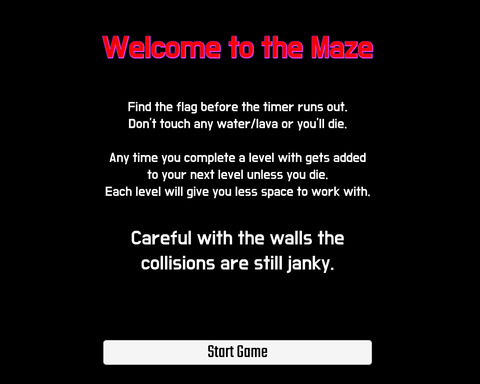 Welcome to the Maze
Find the flag before the timer runs out.
Don't touch any water/lava or you'll die.
Any time you complete a level with gets added
to your next level unless you die.
Each level will give you less space to work with.
Careful with the walls the
collisions are still janky.
Start Game